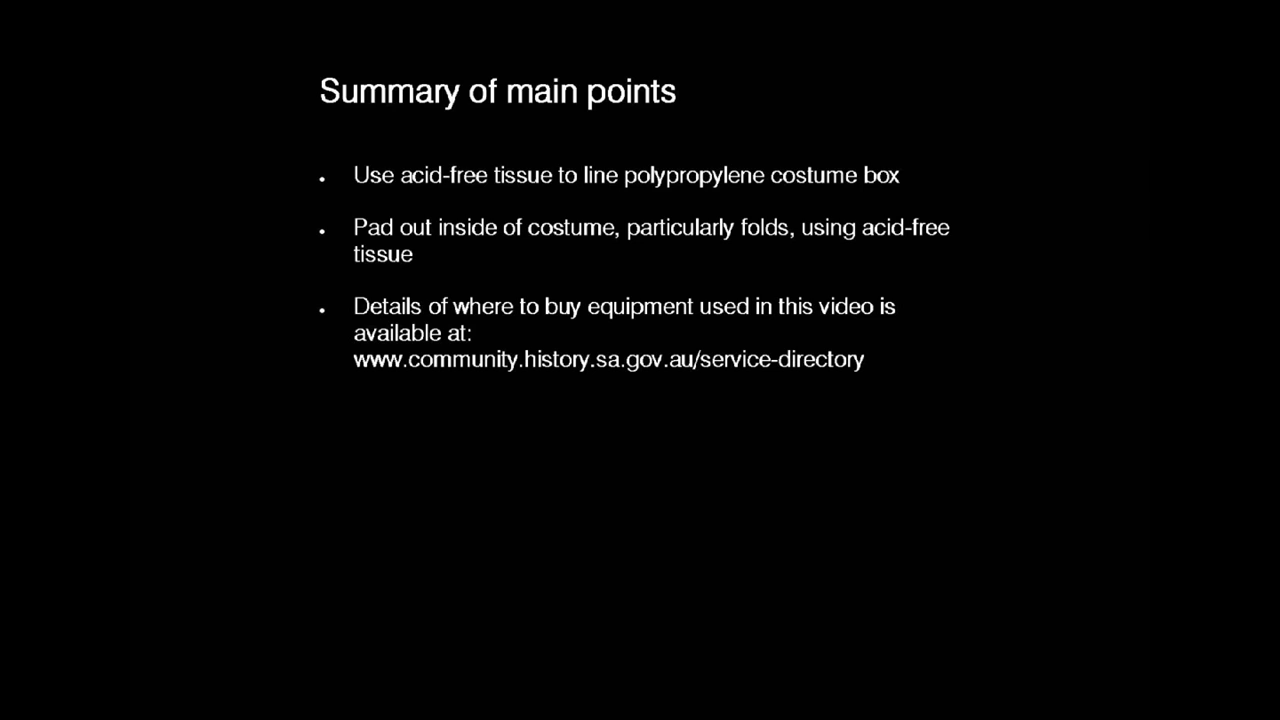 Summary of main points
• Use acid-free tissue to line polypropylene costume box
• Pad out inside of costume, particularly folds, using acid-free
tissue
• Details of where to buy equipment used in this video is
available at:
www.community.history.sa.gov.au/service-directory